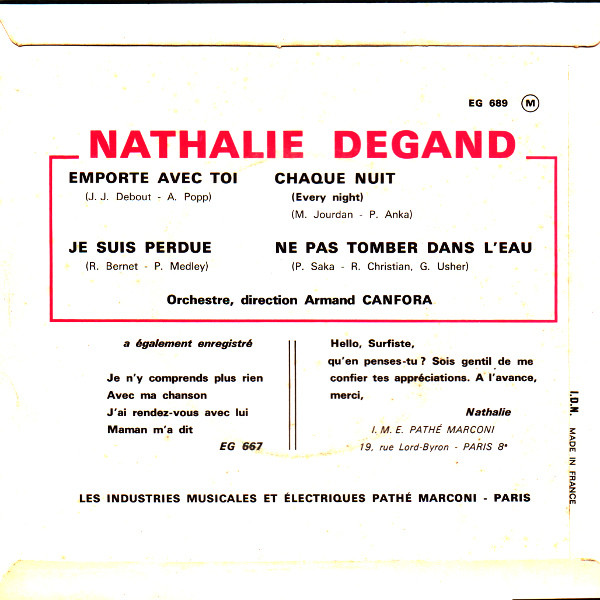 EG 689 M
NATHALIE DEGAND
EMPORTE AVEC TOI
(J. J. Debout - A. Popp)
CHAQUE NUIT
(Every night)
(M. Jourdan - P. Anka)
JE SUIS PERDUE
(R. Bernet - P. Medley)
NE PAS TOMBER DANS L'EAU
(P. Saka - R. Christian, G. Usher)
Orchestre, direction Armand CANFORA
a également enregistré
Je n'y comprends plus rien
Avec ma chanson
J'ai rendez-vous avec lui
Maman m'a dit
EG 667
Hello, Surfiste,
qu'en penses-tu ? Sois gentil de me
confier tes appréciations. A l'avance,
merci,
Nathalie
I. M. E. PATHÉ MARCONI
19, rue Lord-Byron - PARIS 8e
I.D.N. MADE IN FRANCE
LES INDUSTRIES MUSICALES ET ÉLECTRIQUES PATHÉ MARCONI - PARIS